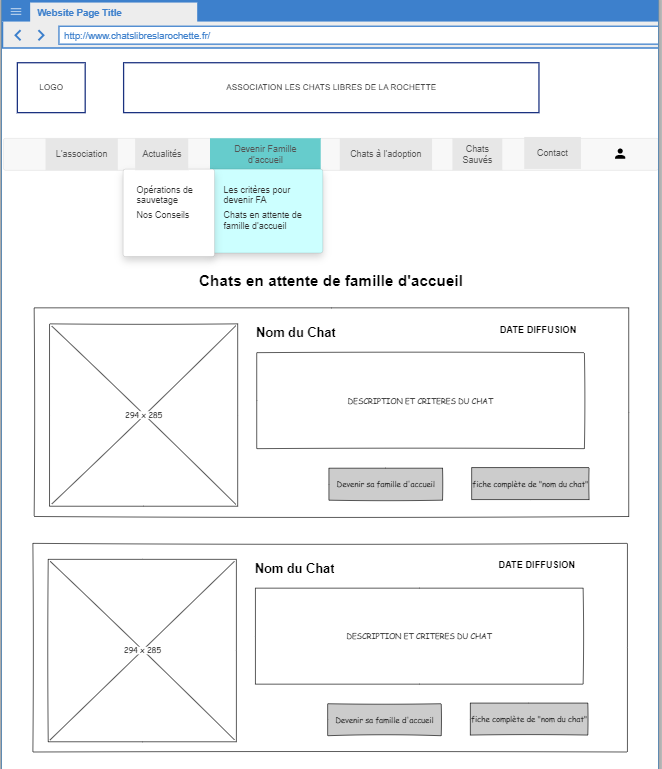 Website Page Title
http://www.chatslibreslarochette.fr/
LOGO
ASSOCIATION LES CHATS LIBRES DE LA ROCHETTE
L'association
Actualités
Devenir Famille
d'accueil
Chats à l'adoption
Chats
Sauvés
Contact
Opérations de
sauvetage
Nos Conseils
Les critères pour
devenir FA
Chats en attente de
famille d'accueil
Chats en attente de famille d'accueil
Nom du Chat
DATE DIFFUSION
294 x 285
DESCRIPTION ET CRITERES DU CHAT
Devenir sa famille d'accueil
fiche complète de "nom du chat"
Nom du Chat
DATE DIFFUSION
294 x 285
DESCRIPTION ET CRITERES DU CHAT
Devenir sa famille d'accueil
fiche complète de "nom du chat"